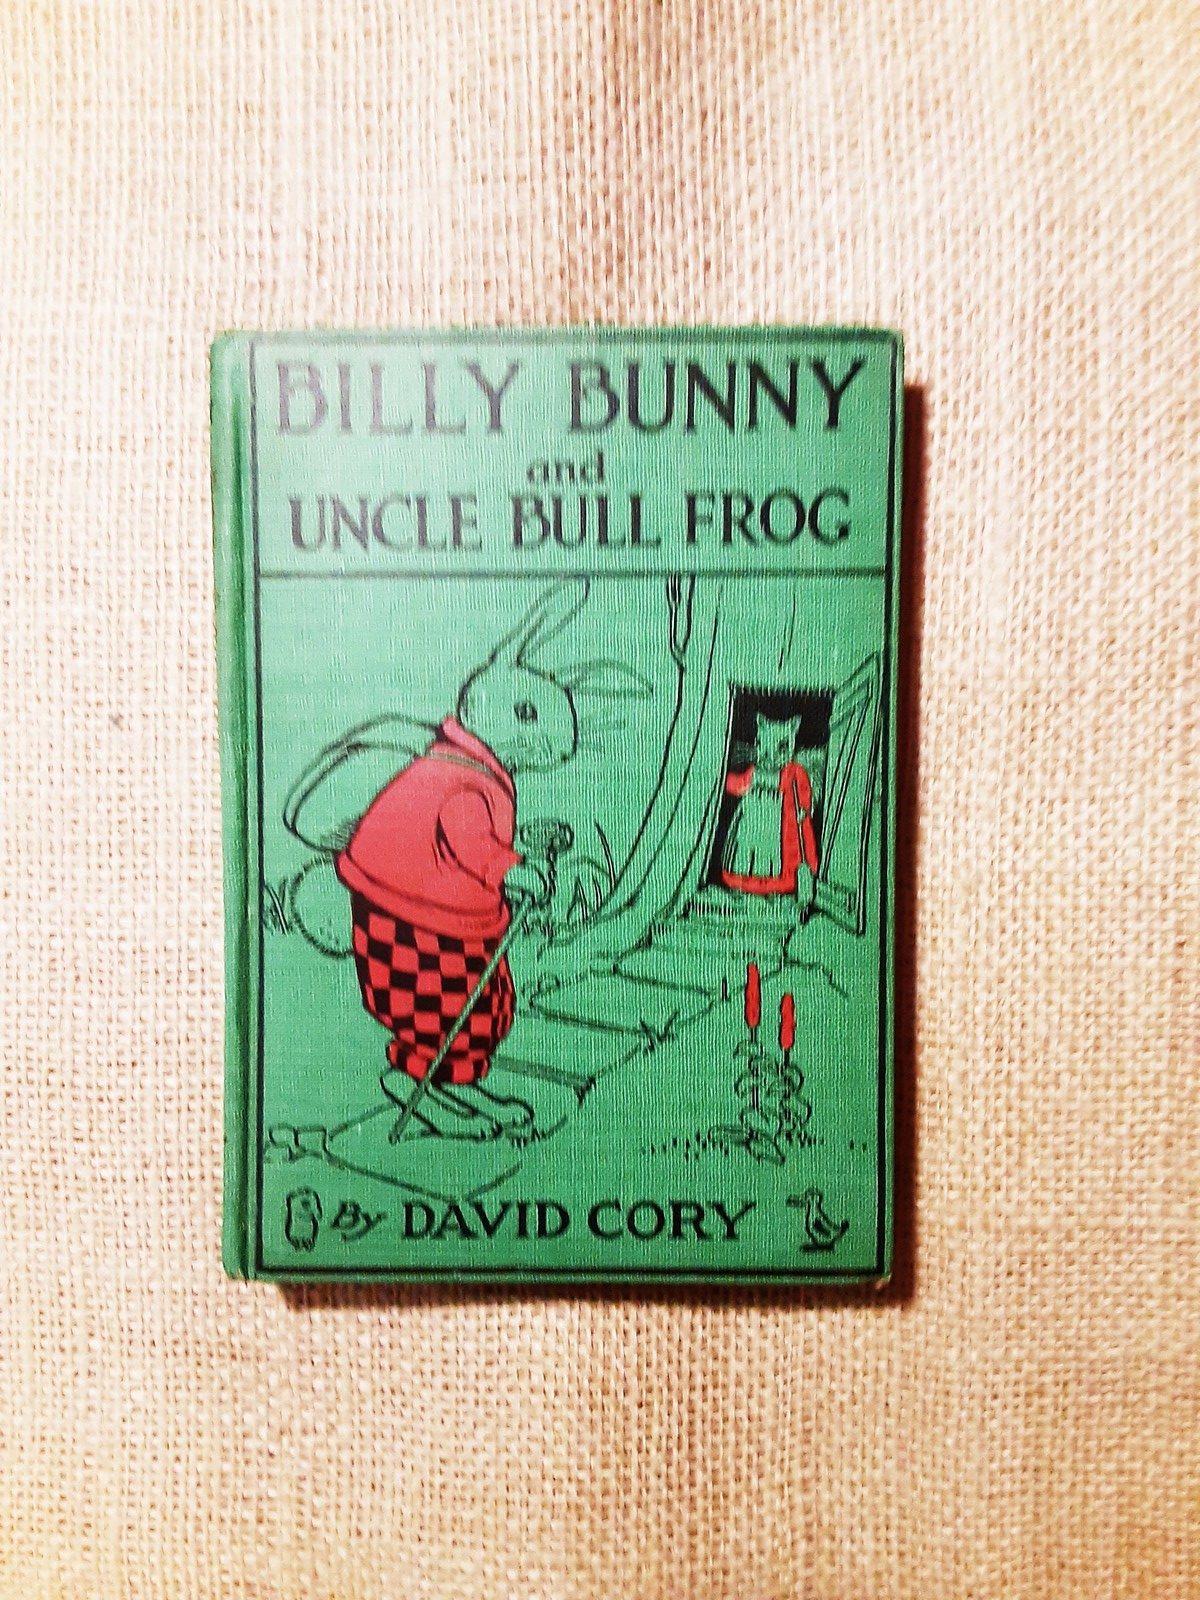 BILLY BUNNY
and
UNCLE BULL FROG
By DAVID CORY